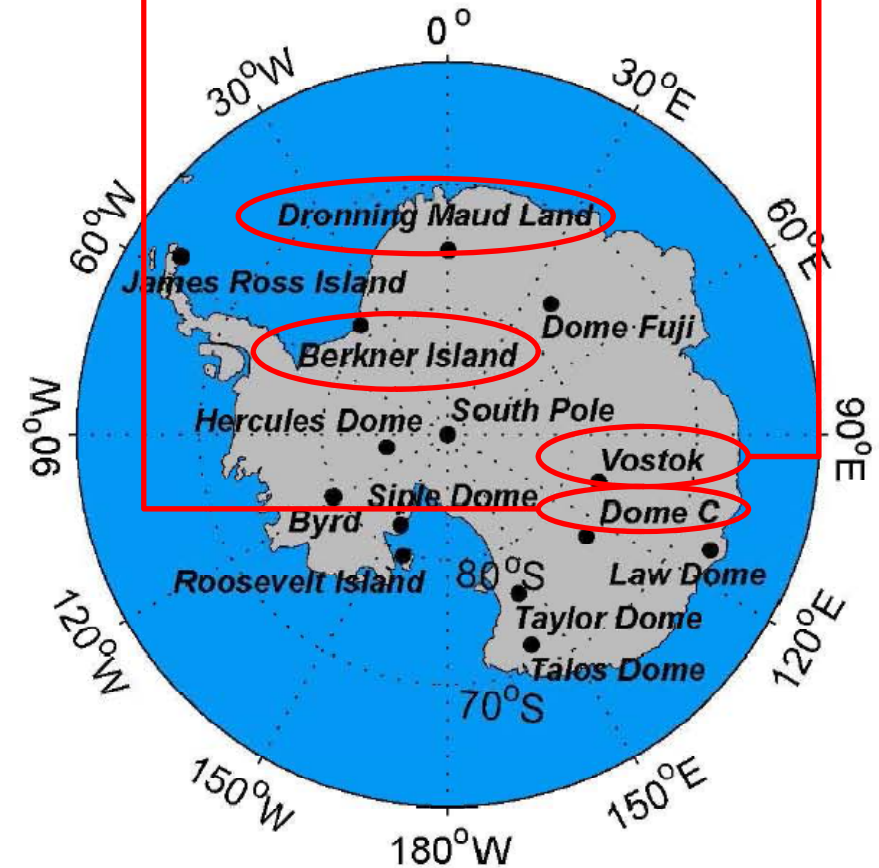 0°
30°W
30°E
60°W
60°E
Dronning Maud Land
James Ross Island
Dome Fuji
Berkner Island
90°W
90°E
South Pole
Hercules Dome
Vostok
Siple Dome
Dome C
Byrd
Roosevelt Island
80°S
Law Dome
Taylor Dome
Talos Dome
70°S
120°W
120°E
150°W
150°E
180°W